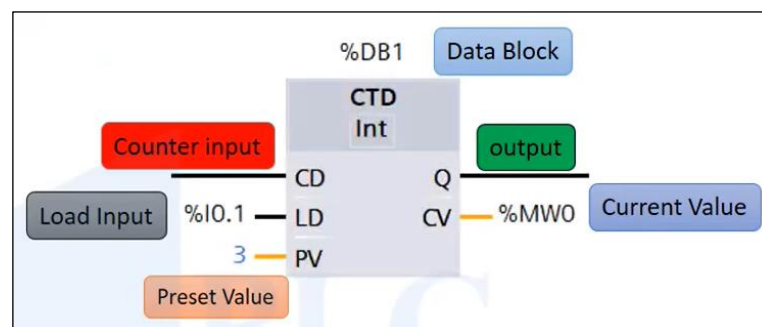 %DB1 Data Block
CTD
Int
Counter input
output
CD Q
Load Input %I0.1 LD CV %MW0 Current Value
3 PV
Preset Value
PLC